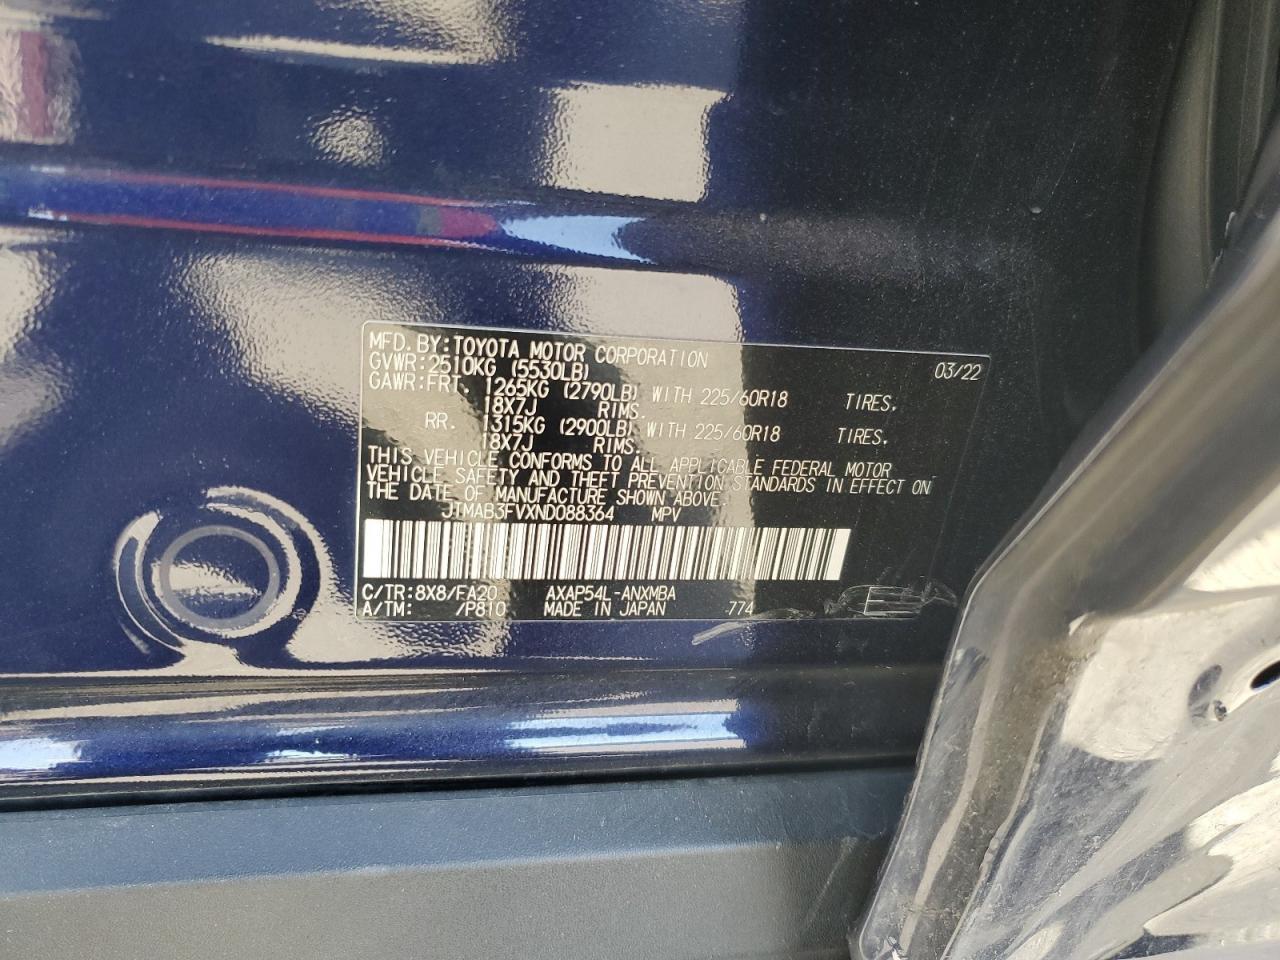 MFD. BY: TOYOTA MOTOR CORPORATION 03/22
GVWR: 2510KG (5530LB)
GAWR: FRT. 1265KG (2790LB) WITH 225/60R18 TIRES.
18X7J RIMS.
RR. 1315KG (2900LB) WITH 225/60R18 TIRES.
18X7J RIMS.
THIS VEHICLE CONFORMS TO ALL APPLICABLE FEDERAL MOTOR
VEHICLE SAFETY AND THEFT PREVENTION STANDARDS IN EFFECT ON
THE DATE OF MANUFACTURE SHOWN ABOVE.
JTMAB3FVXND088364 MPV
C/TR: 8X8/FA20 AXAP54L-ANXMBA
A/TM: /P810 MADE IN JAPAN 774